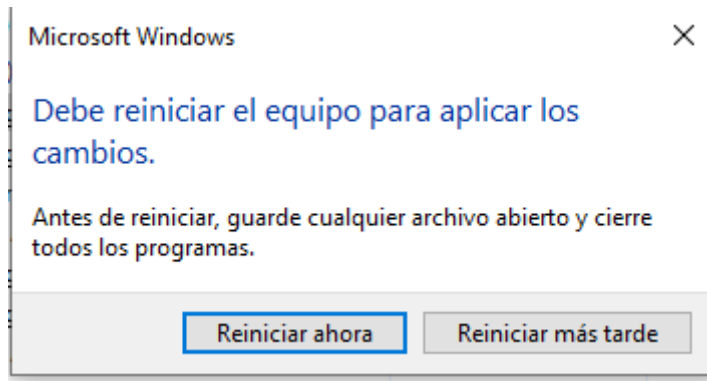 Microsoft Windows
Debe reiniciar el equipo para aplicar los
cambios.
Antes de reiniciar, guarde cualquier archivo abierto y cierre
todos los programas.
Reiniciar ahora
Reiniciar más tarde